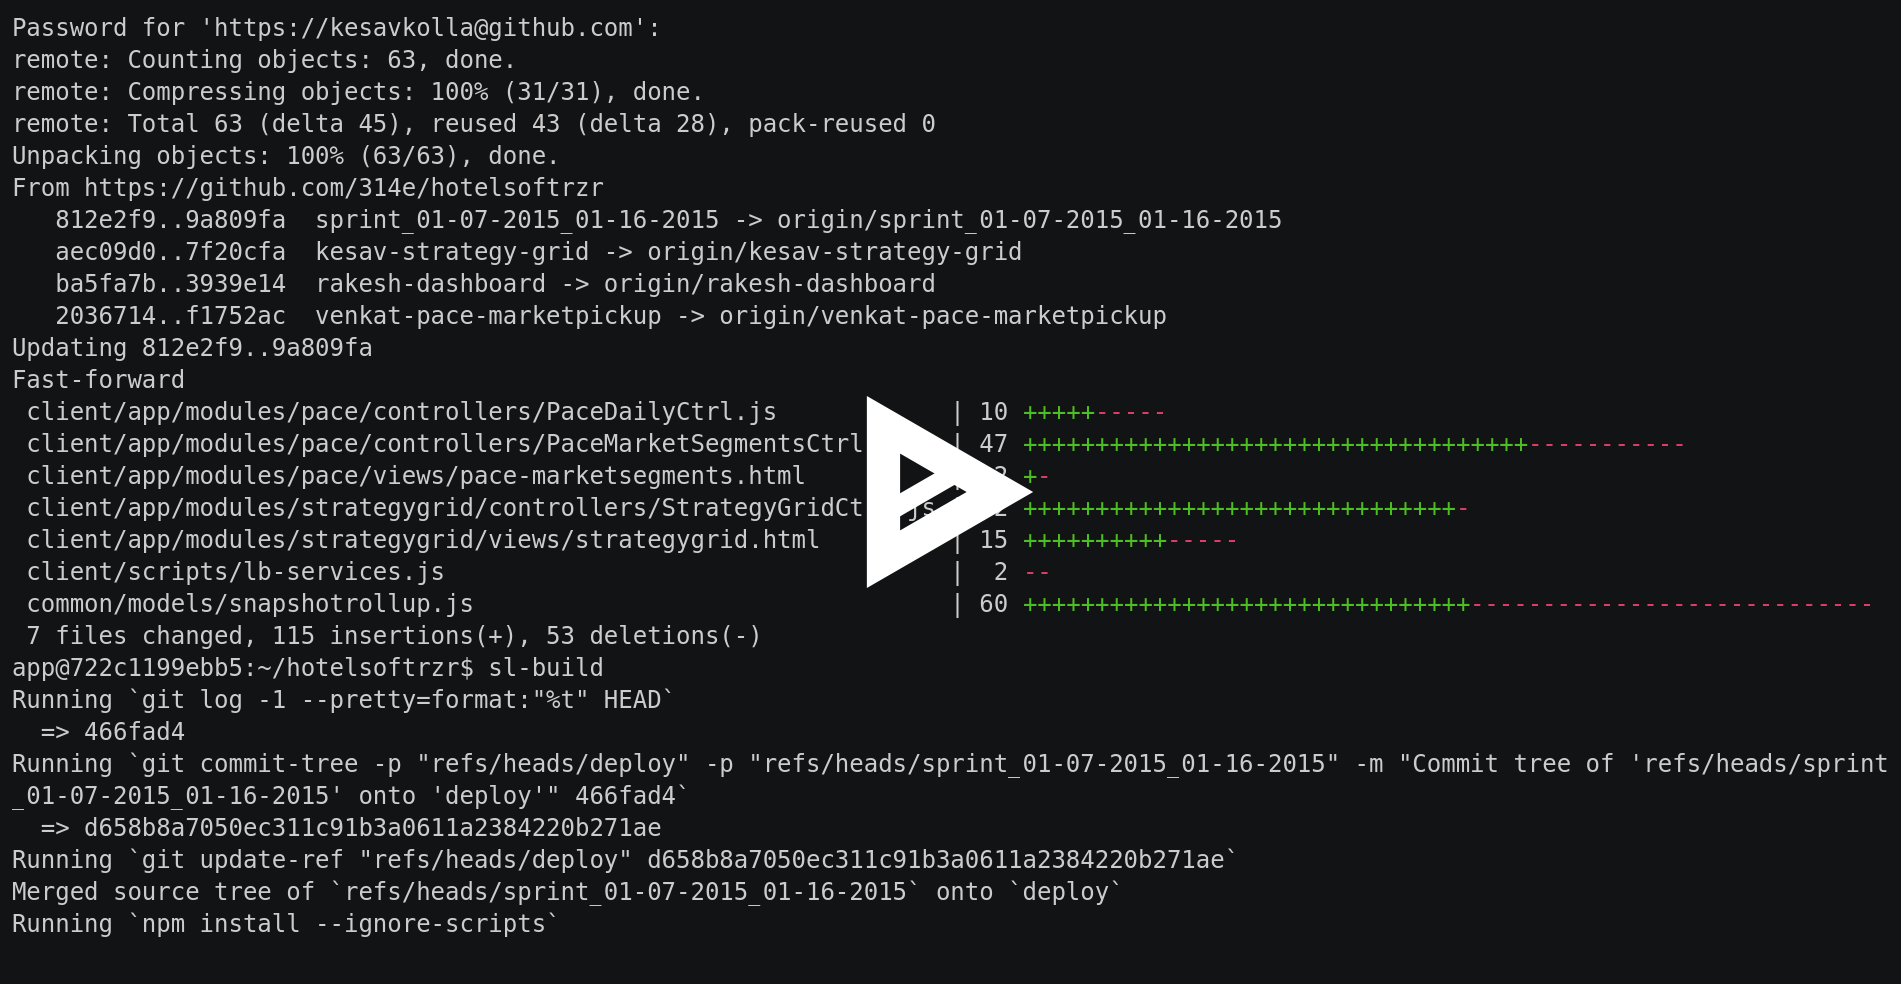 Password for 'https://kesavkolla@github.com':
remote: Counting objects: 63, done.
remote: Compressing objects: 100% (31/31), done.
remote: Total 63 (delta 45), reused 43 (delta 28), pack-reused 0
Unpacking objects: 100% (63/63), done.
From https://github.com/314e/hotelsoftrzr
   812e2f9..9a809fa  sprint_01-07-2015_01-16-2015 -> origin/sprint_01-07-2015_01-16-2015
   aec09d0..7f20cfa  kesav-strategy-grid -> origin/kesav-strategy-grid
   ba5fa7b..3939e14  rakesh-dashboard -> origin/rakesh-dashboard
   2036714..f1752ac  venkat-pace-marketpickup -> origin/venkat-pace-marketpickup
Updating 812e2f9..9a809fa
Fast-forward
 client/app/modules/pace/controllers/PaceDailyCtrl.js            | 10 +++++-----
 client/app/modules/pace/controllers/PaceMarketSegmentsCtrl      | 47 +++++++++++++++++++++++++++++++++++-----------
 client/app/modules/pace/views/pace-marketsegments.html            +-
 client/app/modules/strategygrid/controllers/StrategyGridCt   js      ++++++++++++++++++++++++++++++-
 client/app/modules/strategygrid/views/strategygrid.html         | 15 ++++++++++-----
 client/scripts/lb-services.js                                   |  2 --
 common/models/snapshotrollup.js                                 | 60 +++++++++++++++++++++++++++++++----------------------------
 7 files changed, 115 insertions(+), 53 deletions(-)
app@722c1199ebb5:~/hotelsoftrzr$ sl-build
Running `git log -1 --pretty=format:"%t" HEAD`
  => 466fad4
Running `git commit-tree -p "refs/heads/deploy" -p "refs/heads/sprint_01-07-2015_01-16-2015" -m "Commit tree of 'refs/heads/sprint
_01-07-2015_01-16-2015' onto 'deploy'" 466fad4`
  => d658b8a7050ec311c91b3a0611a2384220b271ae
Running `git update-ref "refs/heads/deploy" d658b8a7050ec311c91b3a0611a2384220b271ae`
Merged source tree of `refs/heads/sprint_01-07-2015_01-16-2015` onto `deploy`
Running `npm install --ignore-scripts`